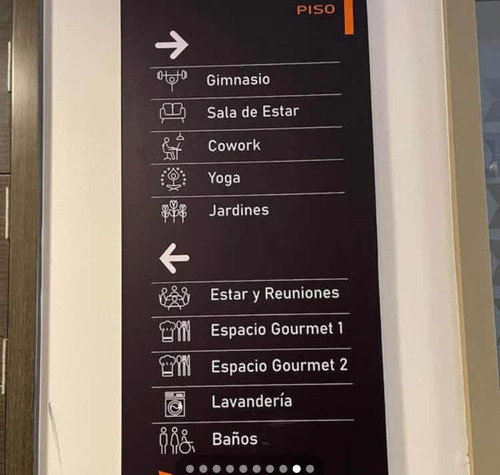 PISO
Gimnasio
Sala de Estar
Cowork
Yoga
Jardines
Estar y Reuniones
Espacio Gourmet 1
Espacio Gourmet 2
Lavandería
Baños